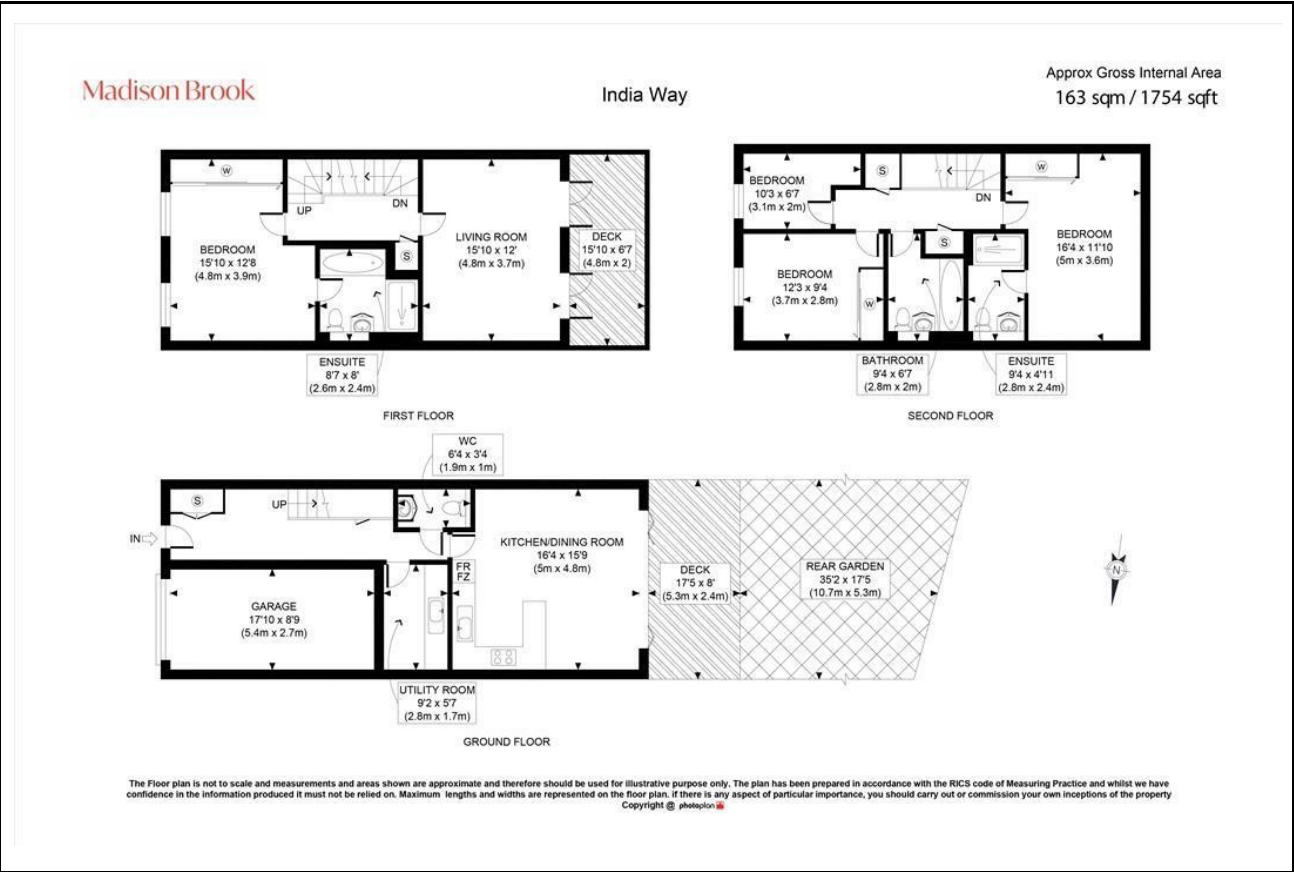 Madison Brook
India Way
Approx Gross Internal Area
163 sqm / 1754 sqft
W
UP
DN
BEDROOM
15'10 x 12'8
(4.8m x 3.9m)
S
LIVING ROOM
15'10 x 12'
(4.8m x 3.7m)
DECK
15'10 x 6'7
(4.8m x 2)
ENSUITE
8'7 x 8'
(2.6m x 2.4m)
FIRST FLOOR
BEDROOM
10'3 x 6'7
(3.1m x 2m)
S
DN
W
BEDROOM
16'4 x 11'10
(5m x 3.6m)
S
BEDROOM
12'3 x 9'4
(3.7m x 2.8m)
W
BATHROOM
9'4 x 6'7
(2.8m x 2m)
ENSUITE
9'4 x 4'11
(2.8m x 2.4m)
SECOND FLOOR
WC
6'4 x 3'4
(1.9m x 1m)
S
UP
IN
KITCHEN/DINING ROOM
16'4 x 15'9
(5m x 4.8m)
FR
FZ
DECK
17'5 x 8'
(5.3m x 2.4m)
REAR GARDEN
35'2 x 17'5
(10.7m x 5.3m)
N
GARAGE
17'10 x 8'9
(5.4m x 2.7m)
UTILITY ROOM
9'2 x 5'7
(2.8m x 1.7m)
GROUND FLOOR
The Floor plan is not to scale and measurements and areas shown are approximate and therefore should be used for illustrative purpose only. The plan has been prepared in accordance with the RICS code of Measuring Practice and whilst we have
confidence in the information produced it must not be relied on. Maximum lengths and widths are represented on the floor plan. if there is any aspect of particular importance, you should carry out or commission your own inceptions of the property
Copyright @ photoplan